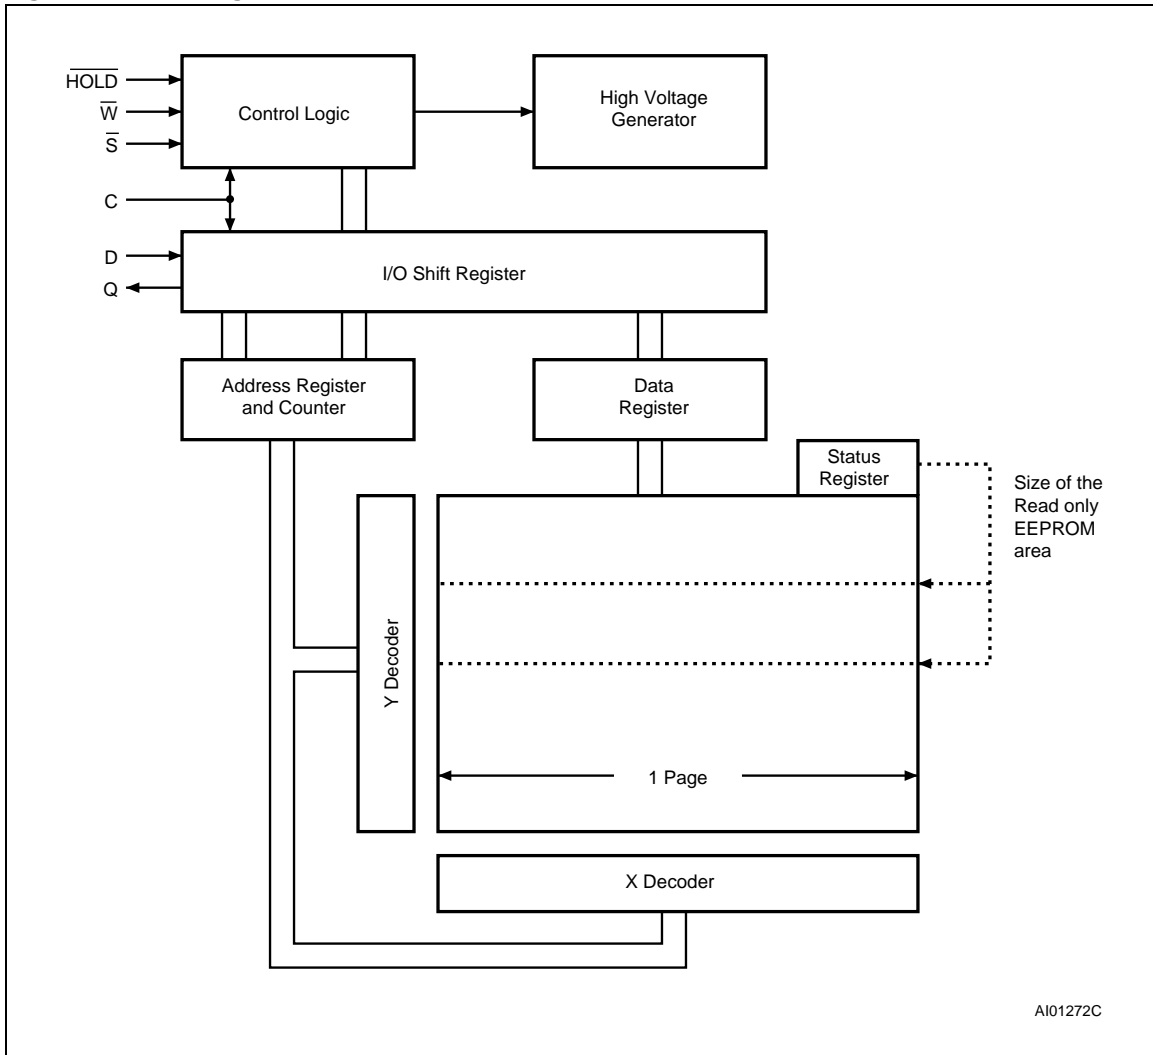 HOLD
W
S
C
D
Q
Control Logic
High Voltage
Generator
I/O Shift Register
Address Register
and Counter
Data
Register
Status
Register
Size of the
Read only
EEPROM
area
Y Decoder
1 Page
X Decoder
AI01272C